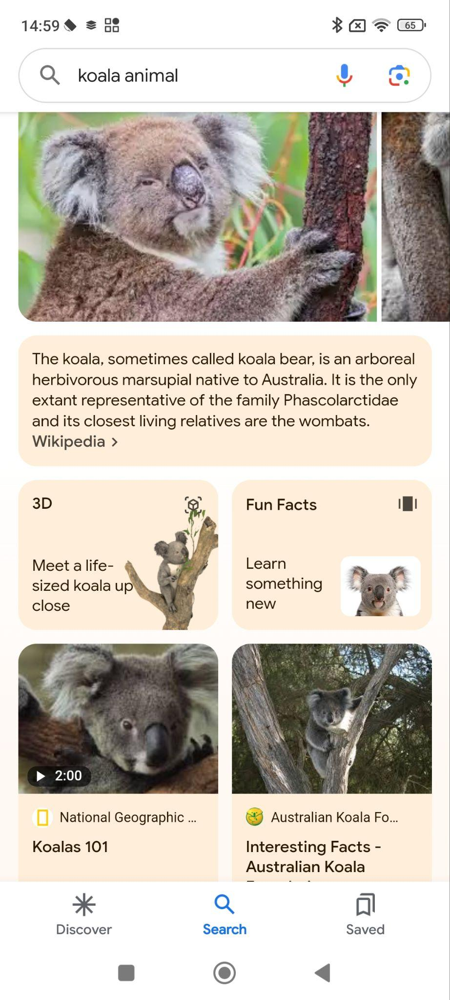 14:59
65
koala animal
The koala, sometimes called koala bear, is an arboreal
herbivorous marsupial native to Australia. It is the only
extant representative of the family Phascolarctidae
and its closest living relatives are the wombats.
Wikipedia >
3D
Meet a life-
sized koala up
close
Fun Facts
Learn
something
new
2:00
National Geographic ...
Koalas 101
Australian Koala Fo...
Interesting Facts -
Australian Koala
Discover
Search
Saved